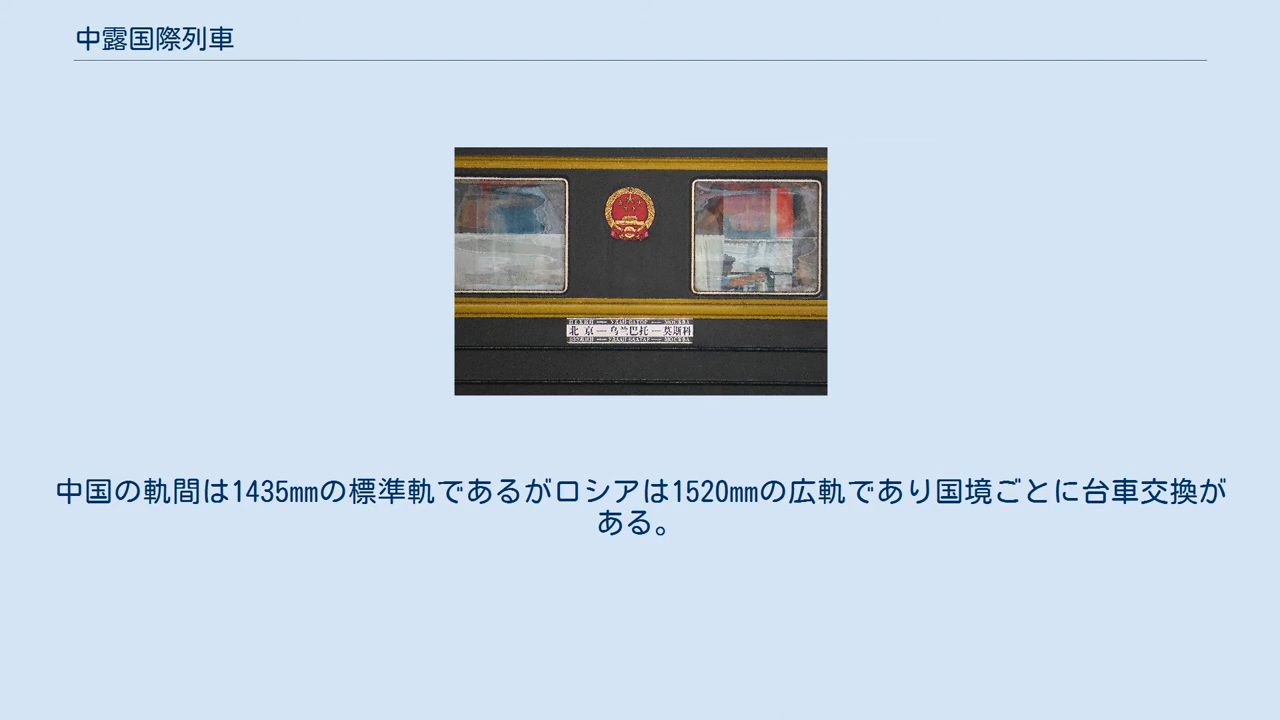 中露国際列車
北京—乌兰巴托—莫斯科
中国の軌間は1435mmの標準軌であるがロシアは1520mmの広軌であり国境ごとに台車交換が
ある。